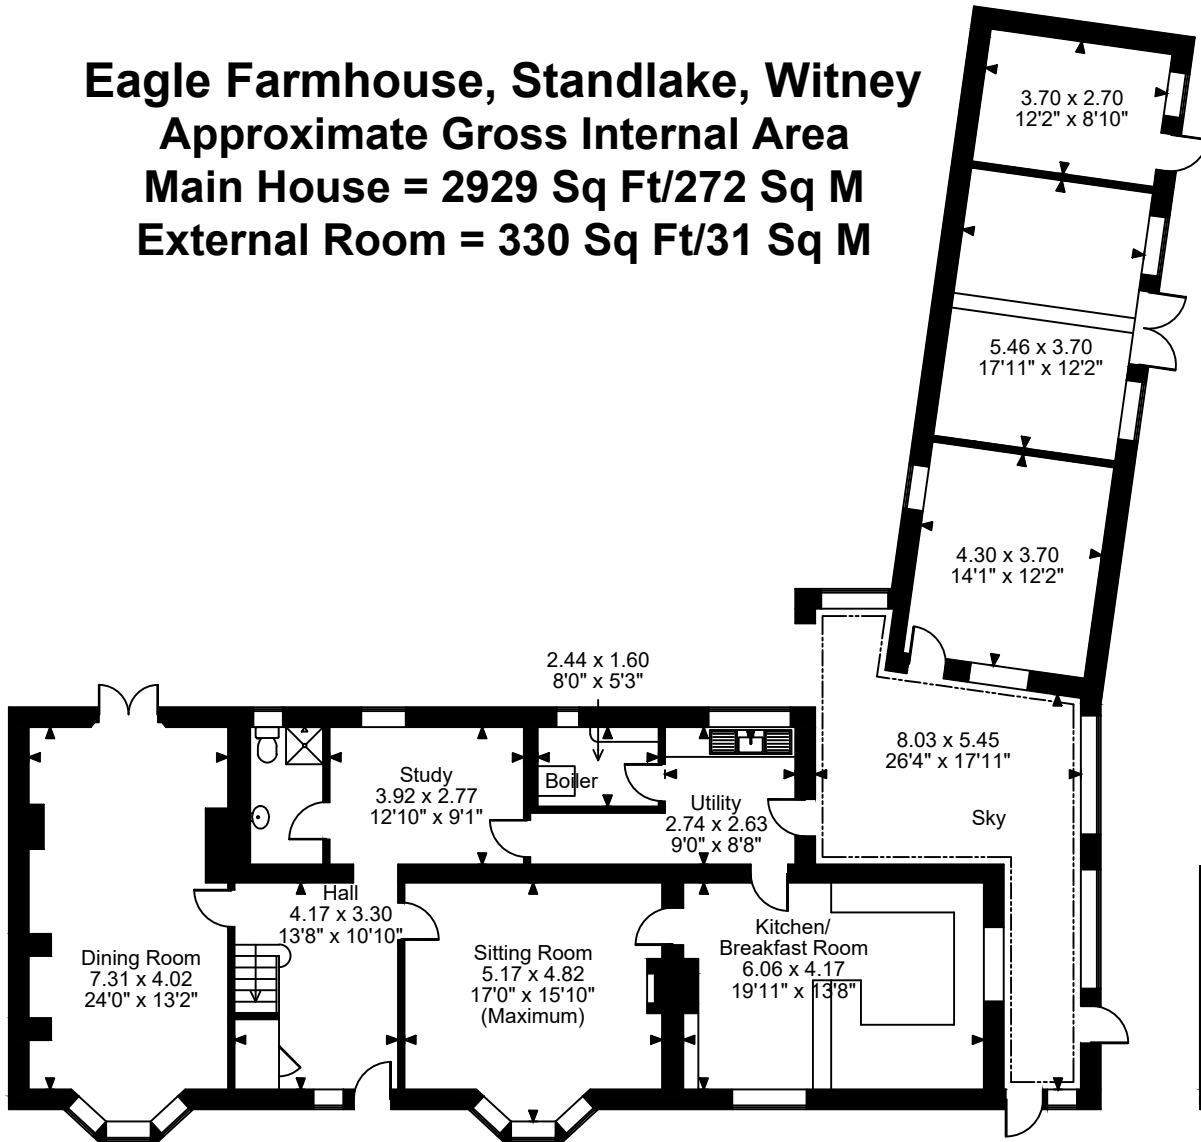 Eagle Farmhouse, Standlake, Witney
Approximate Gross Internal Area
Main House = 2929 Sq Ft/272 Sq M
External Room = 330 Sq Ft/31 Sq M
3.70 x 2.70
12'2" x 8'10"
5.46 x 3.70
17'11" x 12'2"
4.30 x 3.70
14'1" x 12'2"
2.44 x 1.60
8'0" x 5'3"
8.03 x 5.45
26'4" x 17'11"
Sky
Boiler
Study
3.92 x 2.77
12'10" x 9'1"
Utility
2.74 x 2.63
9'0" x 8'8"
Hall
4.17 x 3.30
13'8" x 10'10"
Dining Room
7.31 x 4.02
24'0" x 13'2"
Sitting Room
5.17 x 4.82
17'0" x 15'10"
(Maximum)
Kitchen/
Breakfast Room
6.06 x 4.17
19'11" x 13'8"